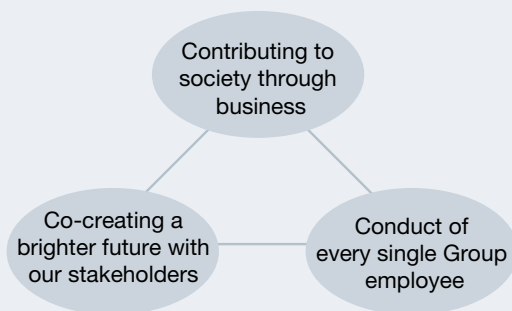 Contributing to
society through
business
Co-creating a
brighter future with
our stakeholders
Conduct of
every single Group
employee